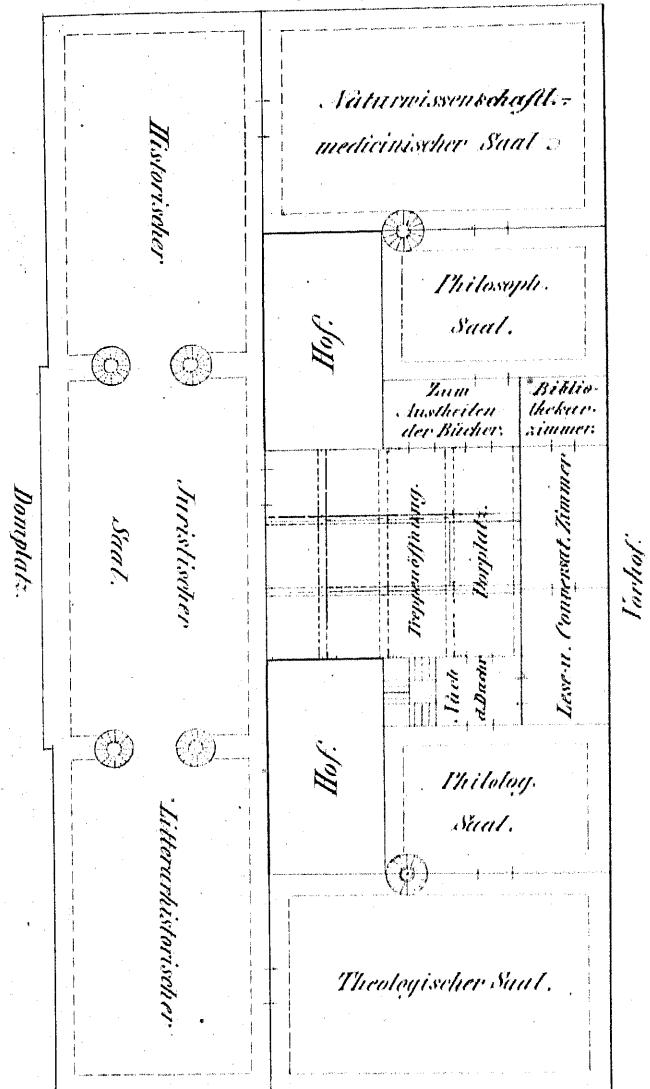 Naturwissenschaftl.-
medicinischer Saal
Historischer
Philosoph.
Saal.
Hof.
Zum
Austheilen
der Bücher.
Biblio-
thekar-
zimmer.
Juristischer
Saal.
Domplatz.
Treppenöffnung.
Vorplatz.
Lese- u. Conversat. Zimmer
Vorhof.
Nach
d. Dache
Hof.
Philolog.
Saal.
Litterarhistorischer
Theologischer Saal.